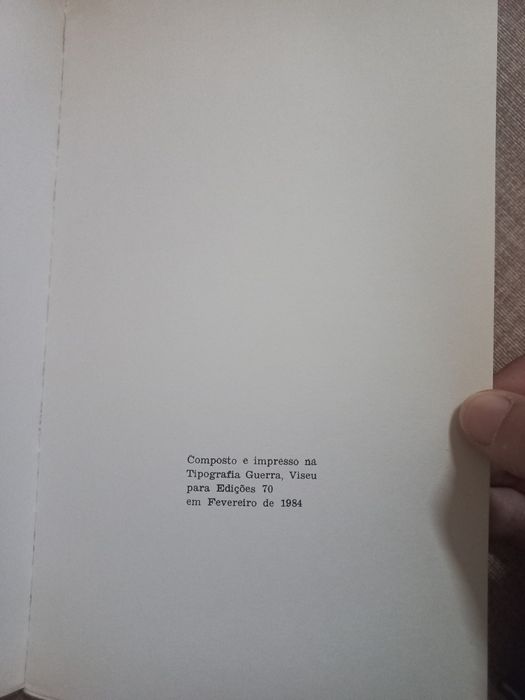 Composto e impresso na
Tipografia Guerra, Viseu
para Edições 70
em Fevereiro de 1984